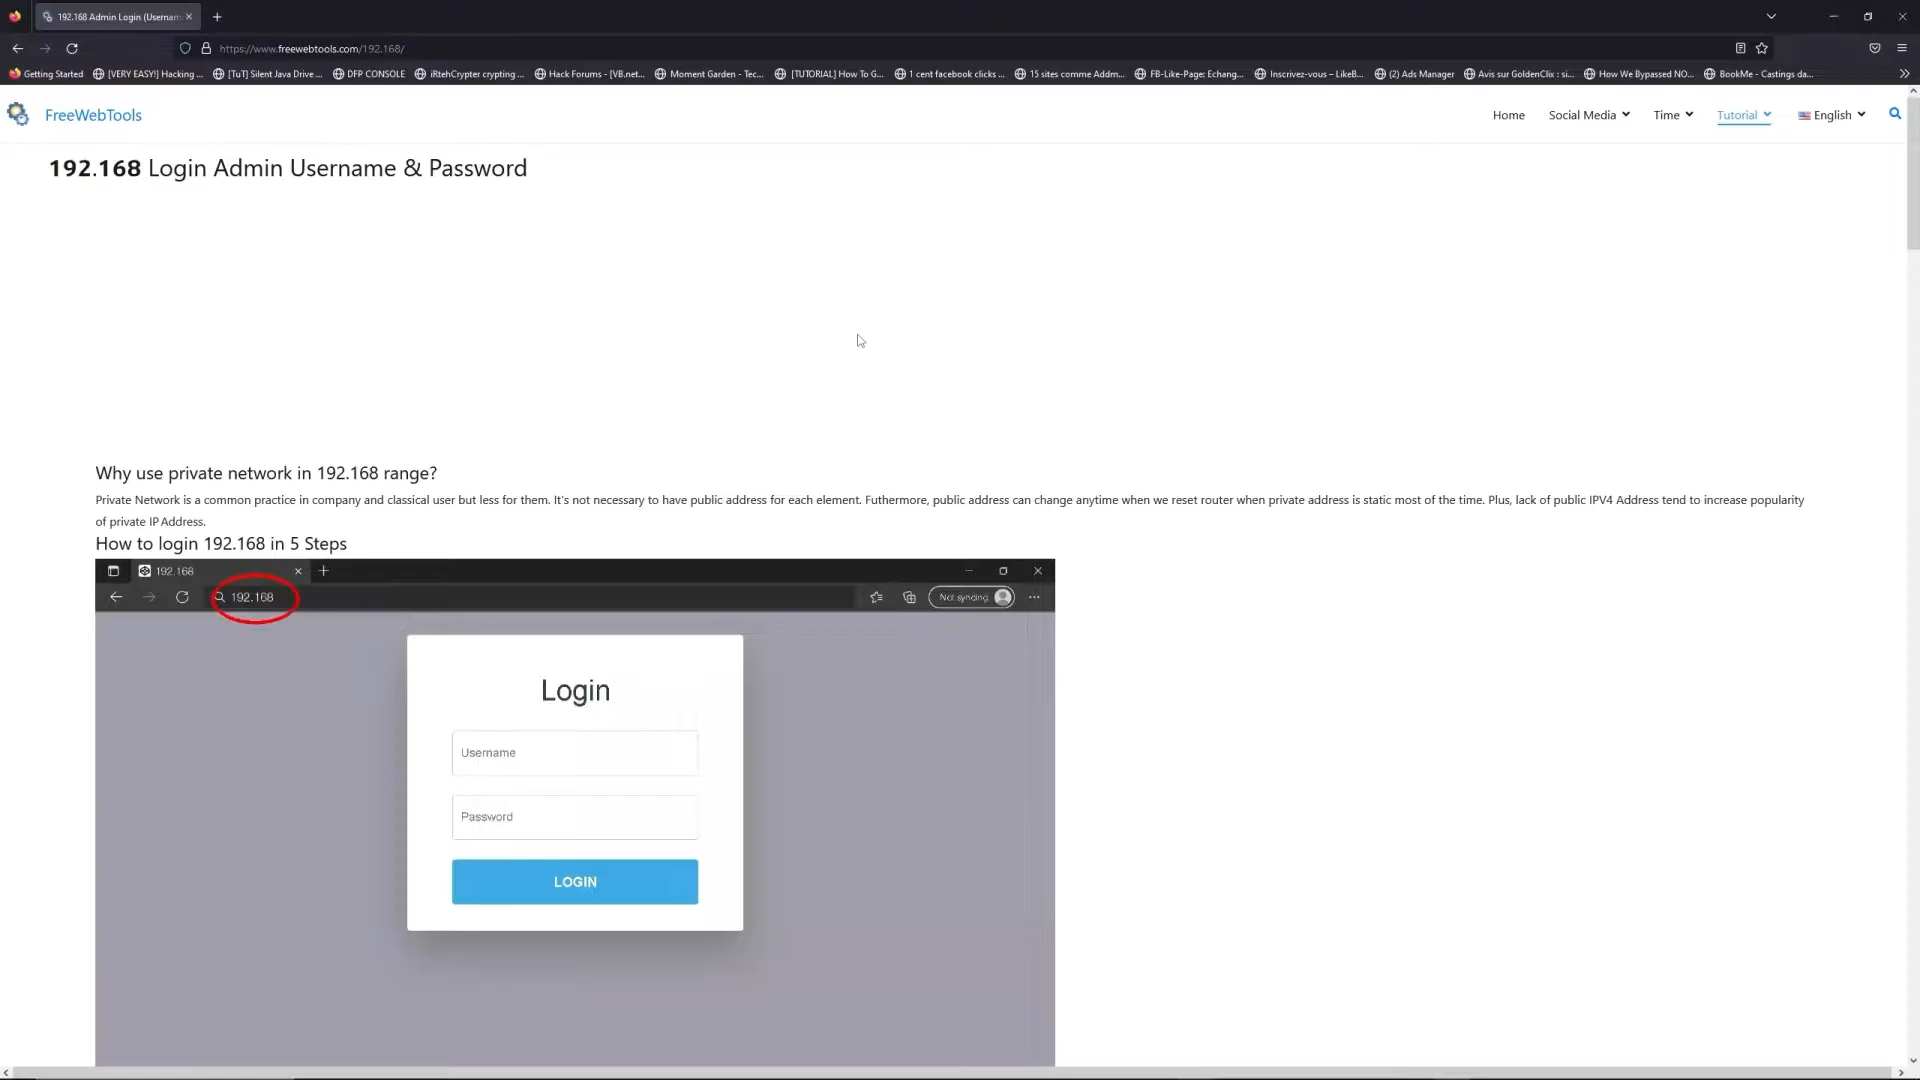 192.168 Admin Login (Usernam
https://www.freewebtools.com/192.168/
Getting Started [VERY EASY!] Hacking ... [TuT] Silent Java Drive ... DFP CONSOLE iRtehCrypter crypting ... Hack Forums - [VB.net... Moment Garden - Tec... [TUTORIAL] How To G... 1 cent facebook clicks ... 15 sites comme Addm... FB-Like-Page: Echang... Inscrivez-vous – LikeB... (2) Ads Manager Avis sur GoldenClix : si... How We Bypassed NO... BookMe - Castings da...
FreeWebTools Home Social Media Time Tutorial English
192.168 Login Admin Username & Password
Why use private network in 192.168 range?
Private Network is a common practice in company and classical user but less for them. It's not necessary to have public address for each element. Futhermore, public address can change anytime when we reset router when private address is static most of the time. Plus, lack of public IPV4 Address tend to increase popularity
of private IP Address.
How to login 192.168 in 5 Steps
192.168
192.168 Not syncing
Login
Username
Password
LOGIN